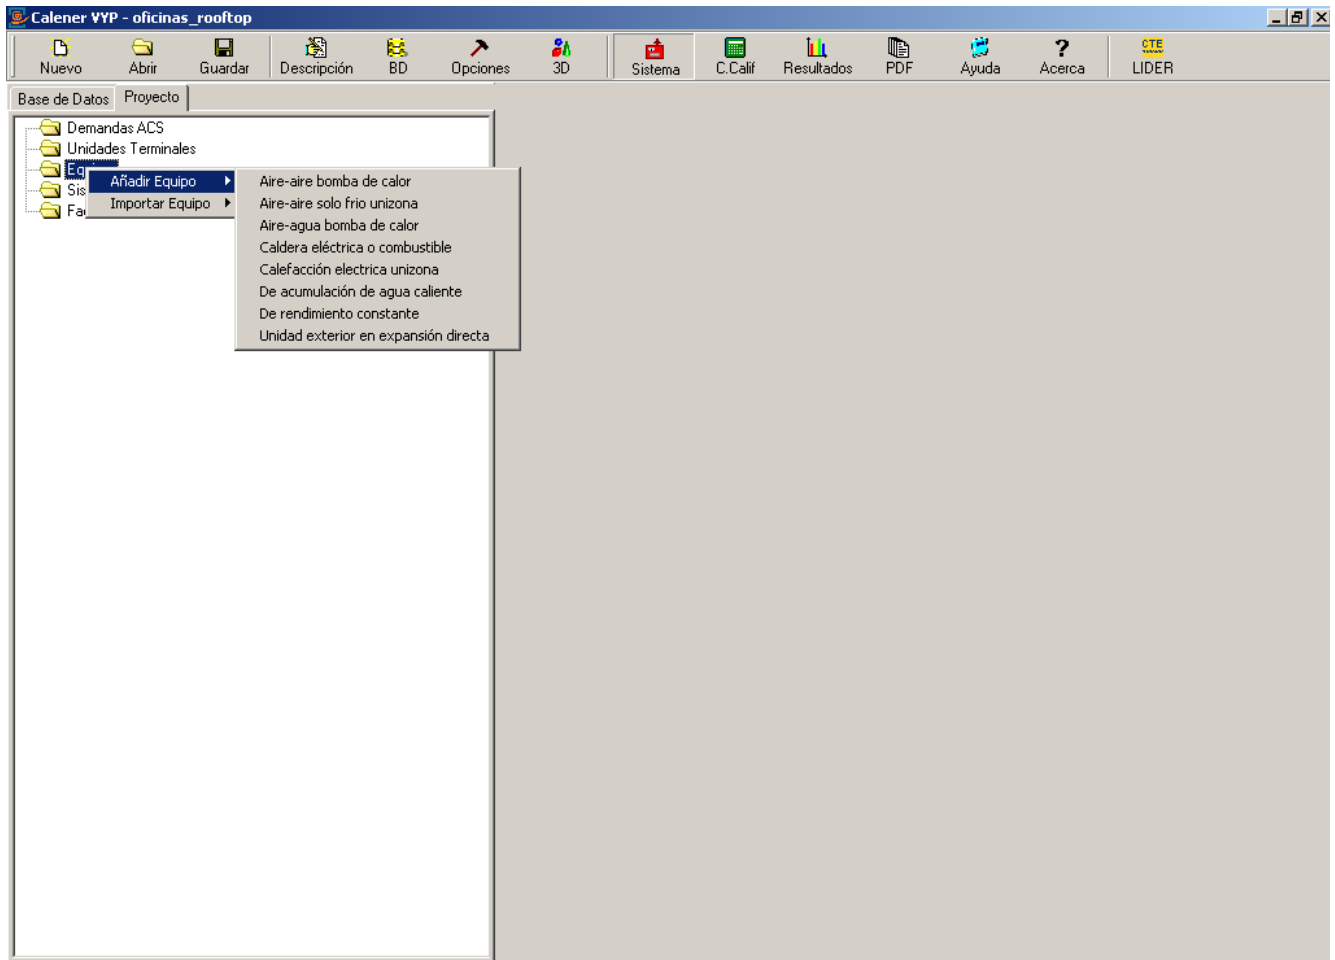 Calener VYP - oficinas_rooftop
Nuevo Abrir Guardar Descripción BD Opciones 3D Sistema C.Calif Resultados PDF Ayuda ? Acerca CTE LIDER
Base de Datos Proyecto
Demandas ACS
Unidades Terminales
Añadir Equipo
Importar Equipo
Aire-aire bomba de calor
Aire-aire solo frio unizona
Aire-agua bomba de calor
Caldera eléctrica o combustible
Calefacción electrica unizona
De acumulación de agua caliente
De rendimiento constante
Unidad exterior en expansión directa